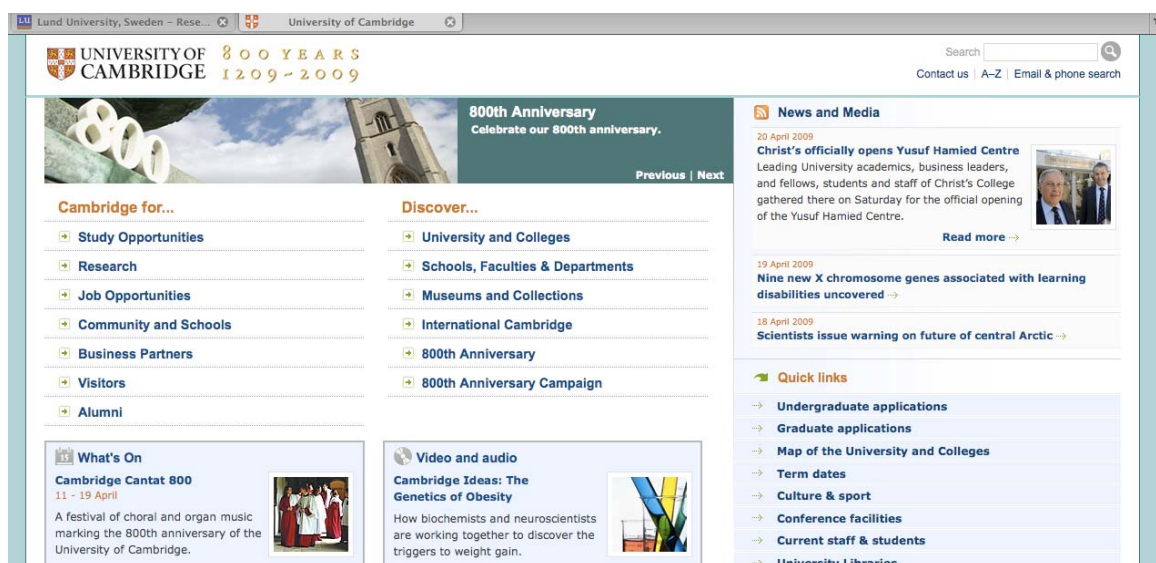 Lund University, Sweden – Rese...
University of Cambridge
UNIVERSITY OF
CAMBRIDGE
800 YEARS
1209~2009
Search
Contact us | A–Z | Email & phone search
800
800th Anniversary
Celebrate our 800th anniversary.
Previous | Next
Cambridge for...
Study Opportunities
Research
Job Opportunities
Community and Schools
Business Partners
Visitors
Alumni
Discover...
University and Colleges
Schools, Faculties & Departments
Museums and Collections
International Cambridge
800th Anniversary
800th Anniversary Campaign
What's On
Cambridge Cantat 800
11 - 19 April
A festival of choral and organ music
marking the 800th anniversary of the
University of Cambridge.
Video and audio
Cambridge Ideas: The
Genetics of Obesity
How biochemists and neuroscientists
are working together to discover the
triggers to weight gain.
News and Media
20 April 2009
Christ's officially opens Yusuf Hamied Centre
Leading University academics, business leaders,
and fellows, students and staff of Christ's College
gathered there on Saturday for the official opening
of the Yusuf Hamied Centre.
Read more
19 April 2009
Nine new X chromosome genes associated with learning
disabilities uncovered
18 April 2009
Scientists issue warning on future of central Arctic
Quick links
Undergraduate applications
Graduate applications
Map of the University and Colleges
Term dates
Culture & sport
Conference facilities
Current staff & students
University Libraries